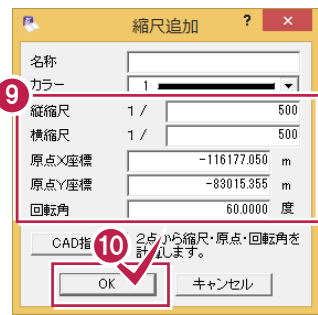 縮尺追加 ?
名称
カラー 1
9
縦縮尺 1 / 500
横縮尺 1 / 500
原点X座標 -116177.050 m
原点Y座標 -83015.355 m
回転角 60.0000 度
CAD指 2点から縮尺・原点・回転角を
計算します。
10
OK キャンセル